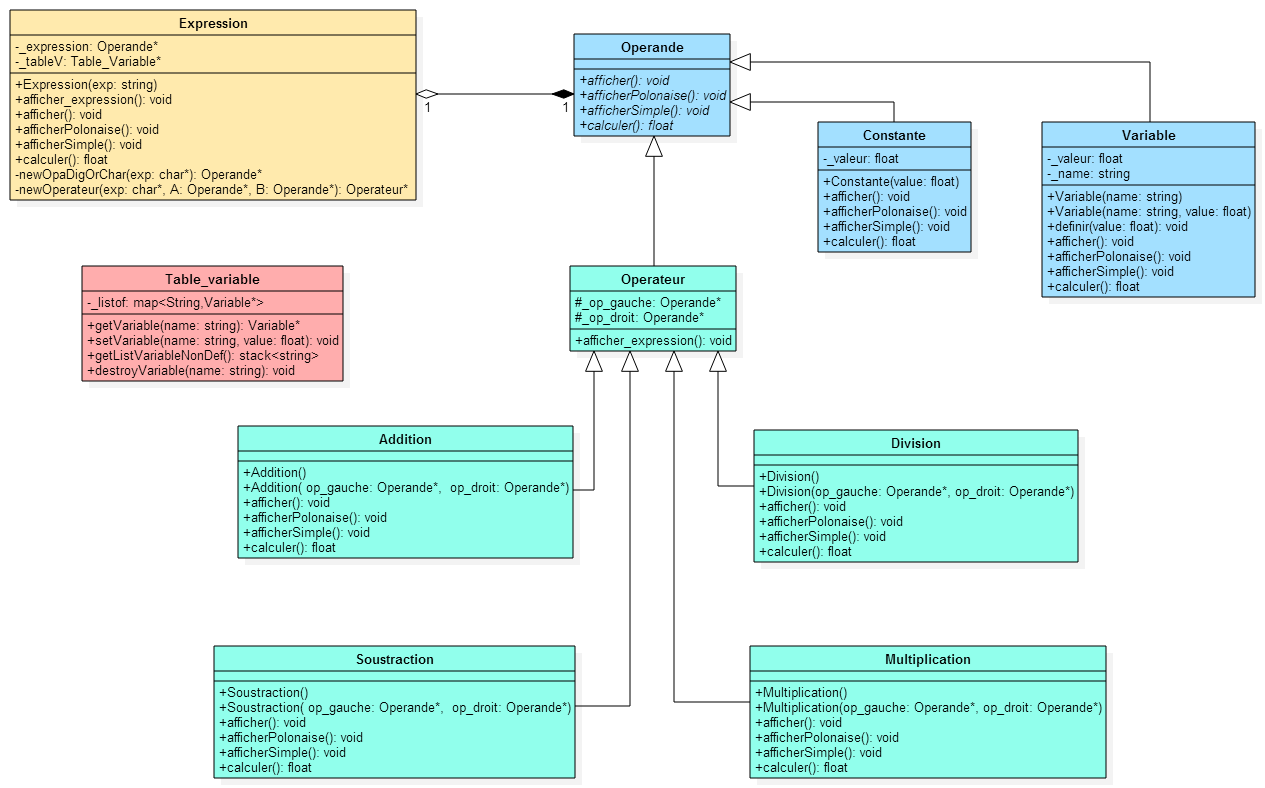 Expression
-_expression: Operande*
-_tableV: Table_Variable*
+Expression(exp: string)
+afficher_expression(): void
+afficher(): void
+afficherPolonaise(): void
+afficherSimple(): void
+calculer(): float
-newOpaDigOrChar(exp: char*): Operande*
-newOperateur(exp: char*, A: Operande*, B: Operande*): Operateur*
1
1
Operande
+afficher(): void
+afficherPolonaise(): void
+afficherSimple(): void
+calculer(): float
Constante
-_valeur: float
+Constante(value: float)
+afficher(): void
+afficherPolonaise(): void
+afficherSimple(): void
+calculer(): float
Variable
-_valeur: float
-_name: string
+Variable(name: string)
+Variable(name: string, value: float)
+definir(value: float): void
+afficher(): void
+afficherPolonaise(): void
+afficherSimple(): void
+calculer(): float
Table_variable
-_listof: map<String,Variable*>
+getVariable(name: string): Variable*
+setVariable(name: string, value: float): void
+getListVariableNonDef(): stack<string>
+destroyVariable(name: string): void
Operateur
#_op_gauche: Operande*
#_op_droit: Operande*
+afficher_expression(): void
Addition
+Addition()
+Addition( op_gauche: Operande*,  op_droit: Operande*)
+afficher(): void
+afficherPolonaise(): void
+afficherSimple(): void
+calculer(): float
Division
+Division()
+Division(op_gauche: Operande*, op_droit: Operande*)
+afficher(): void
+afficherPolonaise(): void
+afficherSimple(): void
+calculer(): float
Soustraction
+Soustraction()
+Soustraction( op_gauche: Operande*,  op_droit: Operande*)
+afficher(): void
+afficherPolonaise(): void
+afficherSimple(): void
+calculer(): float
Multiplication
+Multiplication()
+Multiplication(op_gauche: Operande*, op_droit: Operande*)
+afficher(): void
+afficherPolonaise(): void
+afficherSimple(): void
+calculer(): float